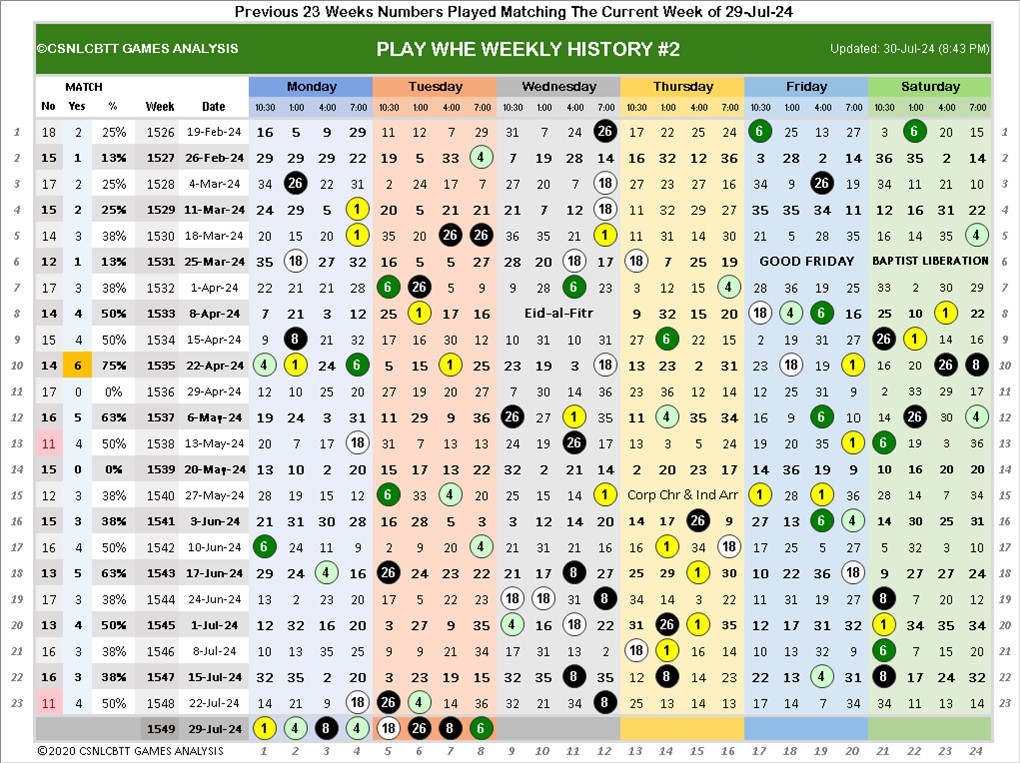 Previous 23 Weeks Numbers Played Matching The Current Week of 29-Jul-24
©CSNLCBTT GAMES ANALYSIS PLAY WHE WEEKLY HISTORY #2 Updated: 30-Jul-24 (8:43 PM)
MATCH Monday Tuesday Wednesday Thursday Friday Saturday
No Yes % Week Date 10:30 1:00 4:00 7:00 10:30 1:00 4:00 8:00 10:30 1:00 4:00 7:00 10:30 1:00 4:00 7:00 10:30 1:00 4:00 7:00 10:30 1:00 4:00 7:00
1 18 2 25% 1526 19-Feb-24 16 5 9 29 11 12 7 29 31 7 24 26 17 22 25 24 6 25 13 27 3 6 20 15 1
2 15 1 13% 1527 26-Feb-24 29 29 29 22 19 5 33 4 7 19 28 14 16 32 12 36 3 28 2 14 36 35 2 14 2
3 17 2 25% 1528 4-Mar-24 34 26 22 31 2 24 17 7 27 20 7 18 27 23 27 16 34 9 26 19 34 11 21 10 3
4 15 2 25% 1529 11-Mar-24 24 29 5 1 20 5 21 21 21 7 12 18 11 32 29 27 35 35 34 11 12 16 31 22 4
5 14 3 38% 1530 18-Mar-24 20 15 20 1 35 20 26 26 36 35 21 1 11 31 14 30 21 5 28 35 16 14 35 4 5
6 12 1 13% 1531 25-Mar-24 35 18 27 32 16 5 5 27 28 20 18 17 18 7 25 19 GOOD FRIDAY BAPTIST LIBERATION 6
7 17 3 38% 1532 1-Apr-24 22 21 21 28 6 26 5 9 9 28 6 23 3 12 15 4 28 36 19 25 33 2 30 29 7
8 14 4 50% 1533 8-Apr-24 7 21 3 12 25 1 17 16 Eid-al-Fitr 9 32 15 20 18 4 6 16 25 10 1 22 8
9 15 4 50% 1534 15-Apr-24 9 8 21 32 17 16 30 12 10 31 10 31 27 6 22 15 2 19 31 27 26 1 14 16 9
10 14 6 75% 1535 22-Apr-24 4 1 24 6 5 15 1 25 23 19 3 18 13 23 2 31 23 18 19 1 16 20 26 8 10
11 17 0 0% 1536 29-Apr-24 12 10 25 20 27 19 20 27 7 30 14 36 23 36 12 14 12 25 31 9 2 33 27 29 11
12 16 5 63% 1537 6-May-24 19 24 3 31 11 29 9 36 26 27 1 35 11 4 35 34 16 9 6 10 14 22 30 4 12
13 11 4 50% 1538 13-May-24 20 7 17 18 31 7 13 13 24 19 26 17 13 3 5 24 19 20 35 1 6 19 3 36 13
14 15 0 0% 1539 20-May-24 13 10 2 20 15 17 13 22 32 2 21 14 2 20 23 17 14 36 19 9 10 16 20 20 14
15 12 3 38% 1540 27-May-24 28 19 15 12 6 33 4 20 25 15 14 1 Corp Chr & Ind Arr 1 28 1 36 28 14 7 34 15
16 15 3 38% 1541 3-Jun-24 21 31 30 28 16 28 5 3 3 12 14 20 14 17 26 9 27 13 6 4 14 30 25 31 16
17 16 4 50% 1542 10-Jun-24 6 24 11 9 2 9 20 4 21 31 21 16 16 1 34 18 17 25 5 27 5 32 3 10 17
18 13 5 63% 1543 17-Jun-24 29 24 4 16 26 24 23 22 21 17 8 27 25 29 1 30 10 22 36 18 9 27 27 24 18
19 17 3 38% 1544 24-Jun-24 13 2 23 20 17 5 22 23 18 18 31 8 34 14 3 22 11 31 19 27 8 7 20 12 19
20 13 4 50% 1545 1-Jul-24 12 32 16 20 3 27 9 35 4 16 18 22 31 26 1 35 12 17 31 32 1 34 35 34 20
21 16 3 38% 1546 8-Jul-24 10 13 35 25 9 9 21 34 17 31 13 2 18 1 16 14 10 13 32 9 6 7 15 20 21
22 16 3 38% 1547 15-Jul-24 32 35 2 20 3 23 19 15 32 35 8 35 12 8 14 14 22 13 4 31 8 17 24 32 22
23 11 4 50% 1548 22-Jul-24 14 21 9 18 26 4 14 36 32 31 34 8 25 13 14 13 17 14 7 34 34 11 13 14 23
1549 29-Jul-24 1 4 8 4 18 26 8 6
©2020 CSNLCBTT GAMES ANALYSIS 1 2 3 4 5 6 7 8 9 10 11 12 13 14 15 16 17 18 19 20 21 22 23 24